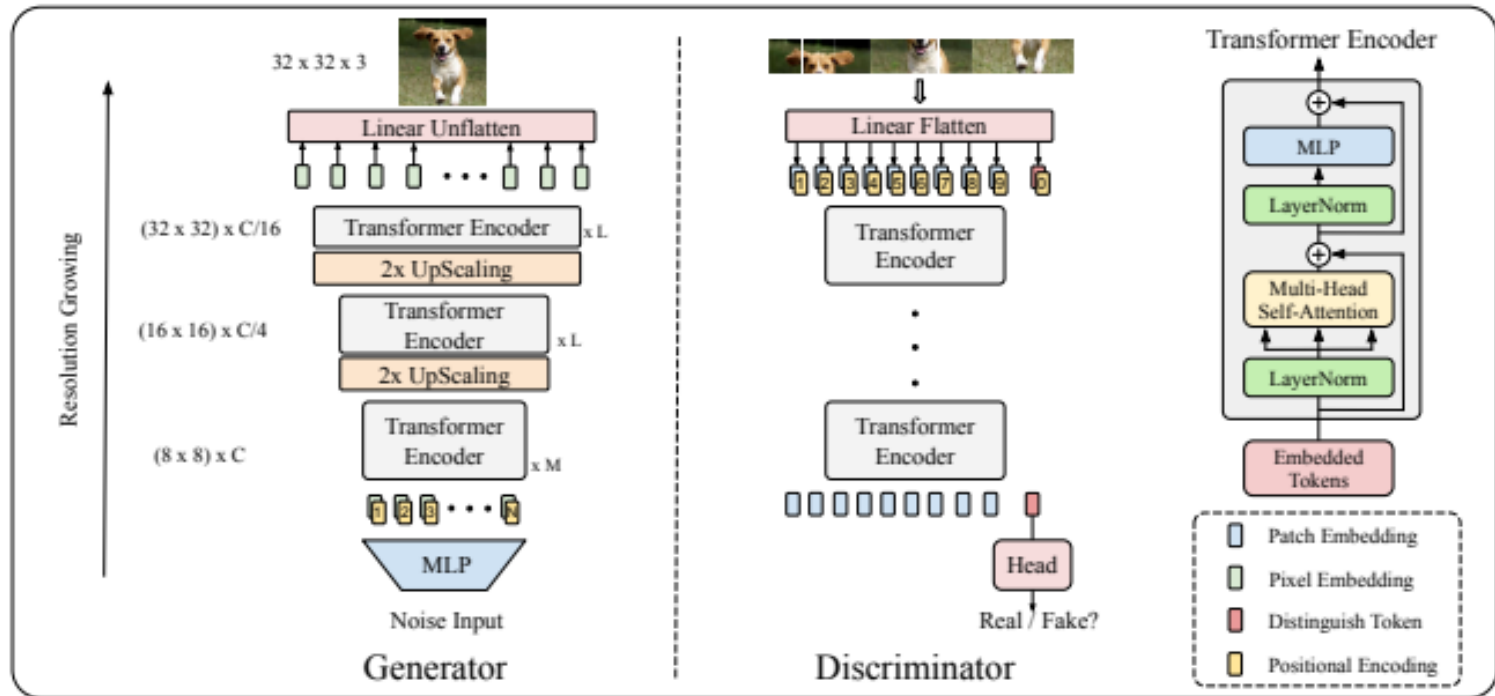 32 x 32 x 3
Linear Unflatten
Resolution Growing
(32 x 32) x C/16
Transformer Encoder
x L
2x UpScaling
(16 x 16) x C/4
Transformer
Encoder
x L
2x UpScaling
(8 x 8) x C
Transformer
Encoder
x M
1 2 3 N
MLP
Noise Input
Generator
Linear Flatten
1 2 3 4 5 6 7 8 9 0
Transformer
Encoder
Transformer
Encoder
Head
Real / Fake?
Discriminator
Transformer Encoder
MLP
LayerNorm
Multi-Head
Self-Attention
LayerNorm
Embedded
Tokens
Patch Embedding
Pixel Embedding
Distinguish Token
Positional Encoding